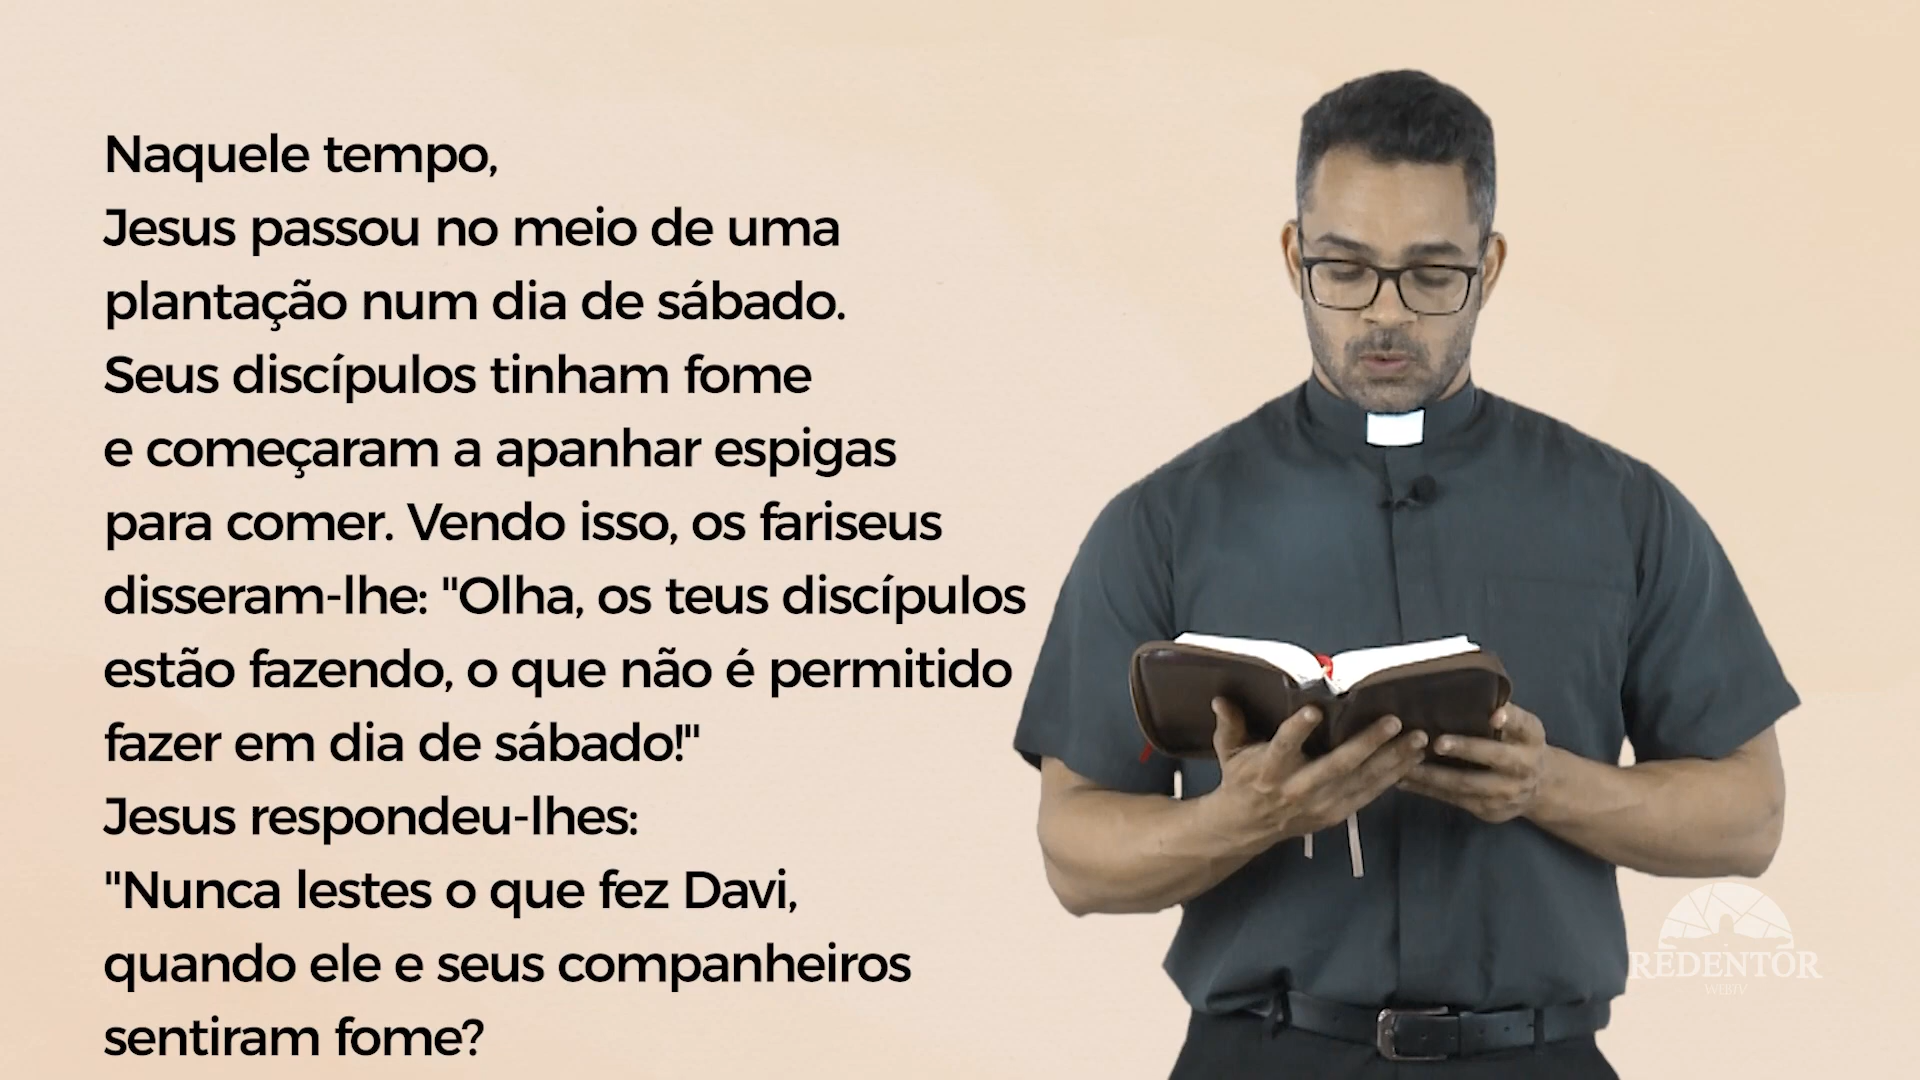 Naquele tempo,
Jesus passou no meio de uma
plantação num dia de sábado.
Seus discípulos tinham fome
e começaram a apanhar espigas
para comer. Vendo isso, os fariseus
disseram-lhe: "Olha, os teus discípulos
estão fazendo, o que não é permitido
fazer em dia de sábado!"
Jesus respondeu-lhes:
"Nunca lestes o que fez Davi,
quando ele e seus companheiros
sentiram fome?
REDENTOR
WEBTV